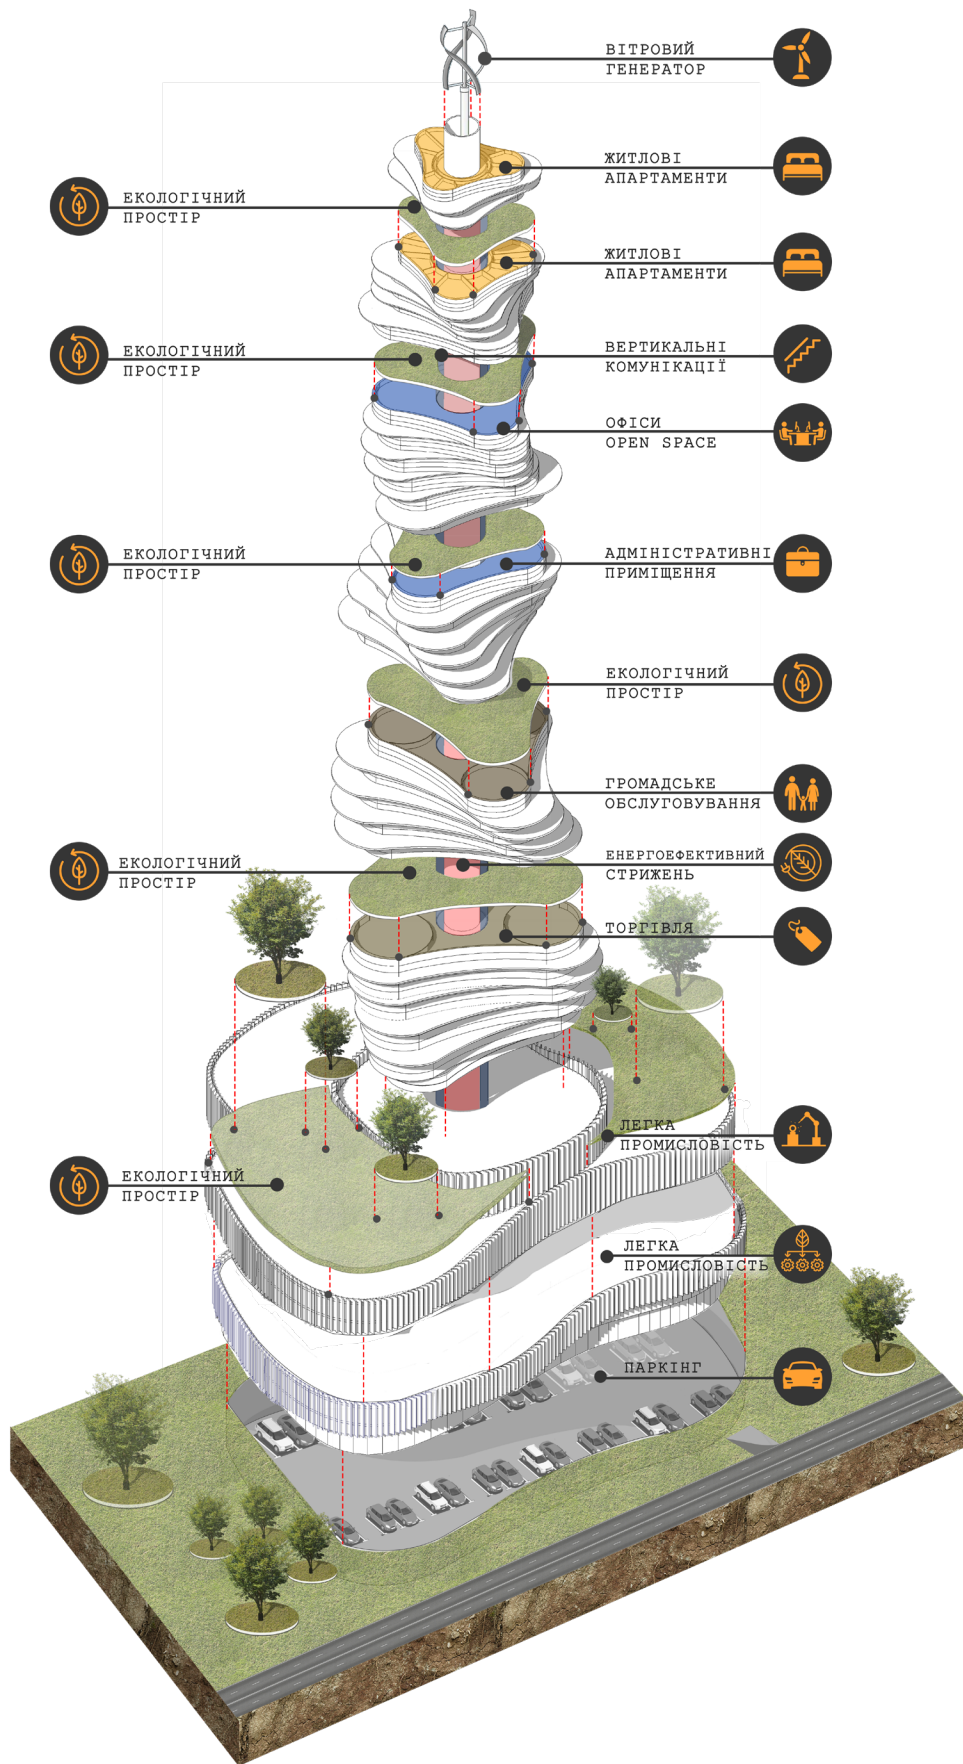 ВІТРОВИЙ
ГЕНЕРАТОР
ЖИТЛОВІ
АПАРТАМЕНТИ
ЕКОЛОГІЧНИЙ
ПРОСТІР
ЖИТЛОВІ
АПАРТАМЕНТИ
ВЕРТИКАЛЬНІ
КОМУНІКАЦІЇ
ЕКОЛОГІЧНИЙ
ПРОСТІР
ОФІСИ
OPEN SPACE
АДМІНІСТРАТИВНІ
ПРИМІЩЕННЯ
ЕКОЛОГІЧНИЙ
ПРОСТІР
ЕКОЛОГІЧНИЙ
ПРОСТІР
ГРОМАДСЬКЕ
ОБСЛУГОВУВАННЯ
ЕНЕРГОЕФЕКТИВНИЙ
СТРИЖЕНЬ
ЕКОЛОГІЧНИЙ
ПРОСТІР
ТОРГІВЛЯ
ЛЕГКА
ПРОМИСЛОВІСТЬ
ЕКОЛОГІЧНИЙ
ПРОСТІР
ЛЕГКА
ПРОМИСЛОВІСТЬ
ПАРКІНГ